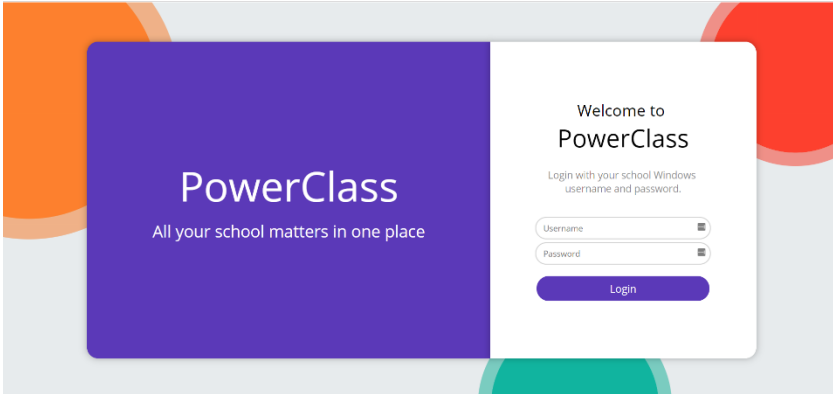 PowerClass
All your school matters in one place
Welcome to
PowerClass
Login with your school Windows
username and password.
Username
Password
Login